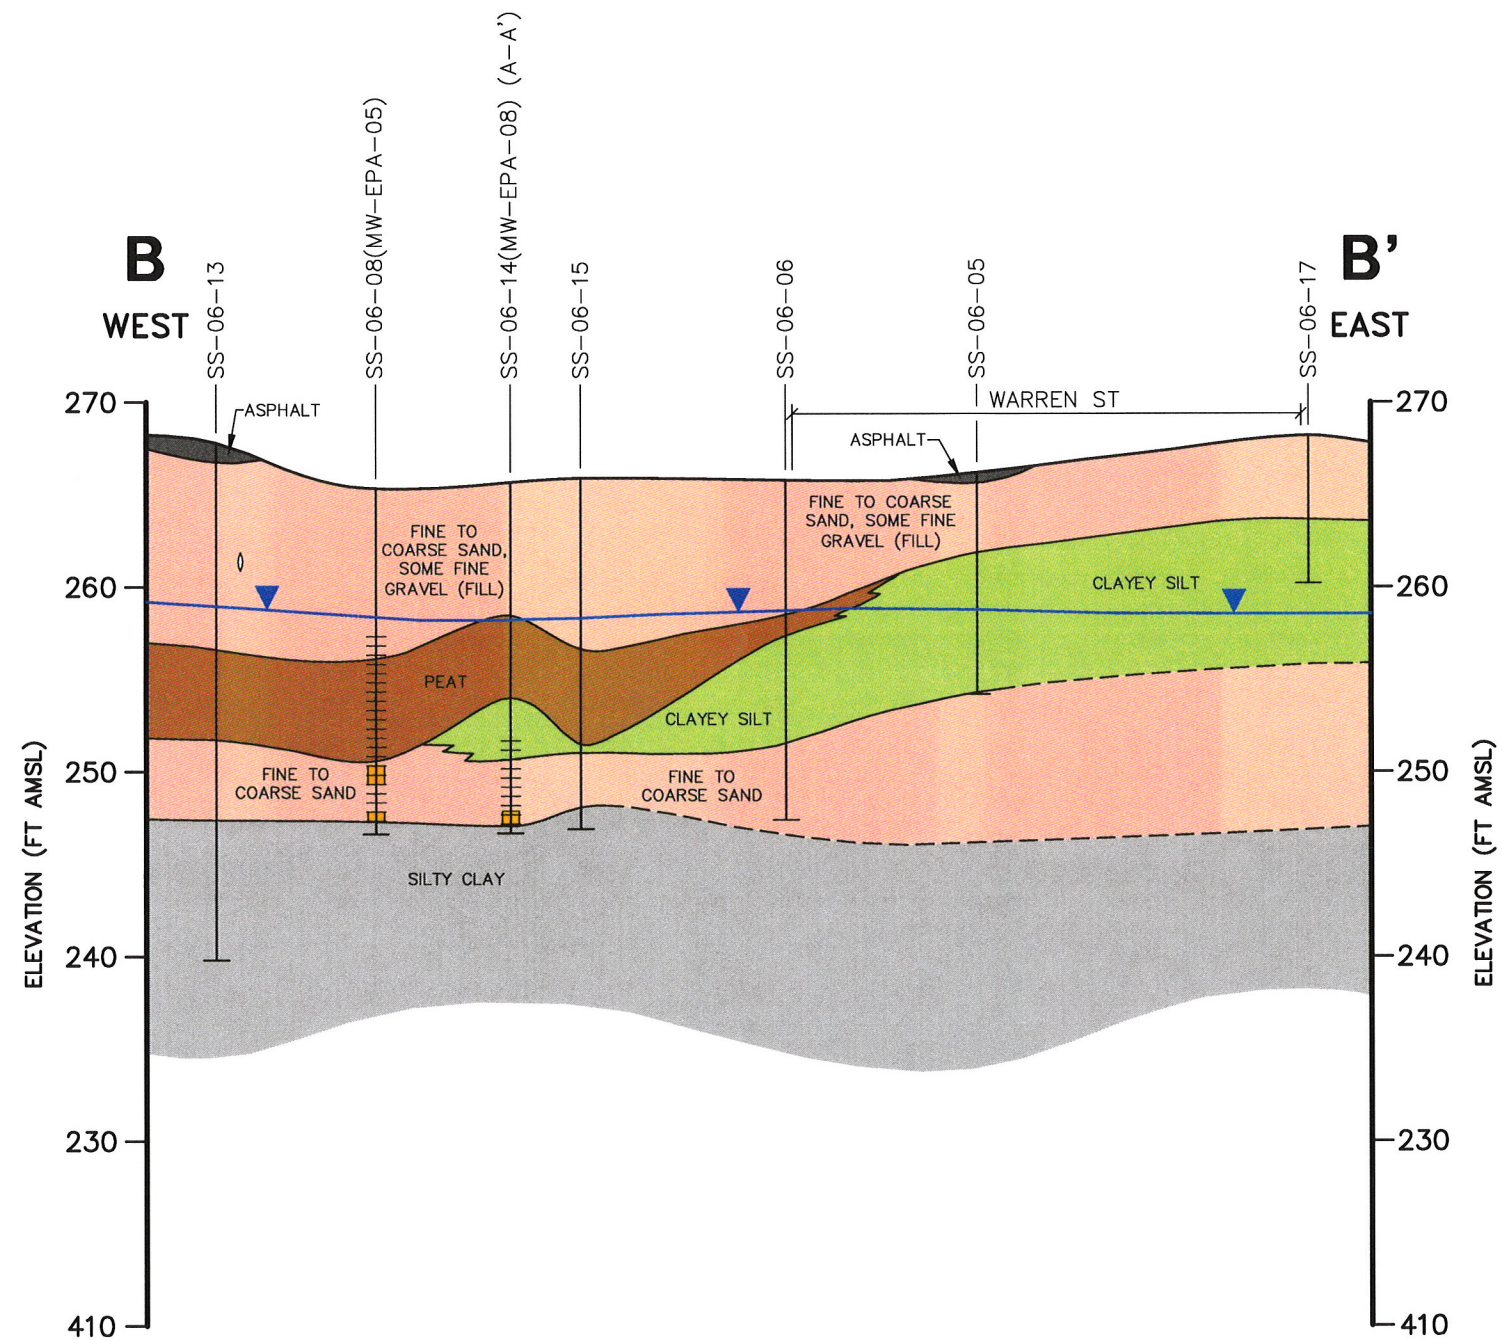 SS-06-13
SS-06-08(MW-EPA-05)
SS-06-14(MW-EPA-08) (A-A')
SS-06-15
SS-06-06
SS-06-05
SS-06-17
B
WEST
B'
EAST
270
ASPHALT
WARREN ST
270
ASPHALT
FINE TO
COARSE SAND,
SOME FINE
GRAVEL (FILL)
FINE TO COARSE
SAND, SOME FINE
GRAVEL (FILL)
260
CLAYEY SILT
260
PEAT
CLAYEY SILT
250
FINE TO
COARSE SAND
FINE TO
COARSE SAND
250
SILTY CLAY
ELEVATION (FT AMSL)
ELEVATION (FT AMSL)
240
240
230
230
410
410